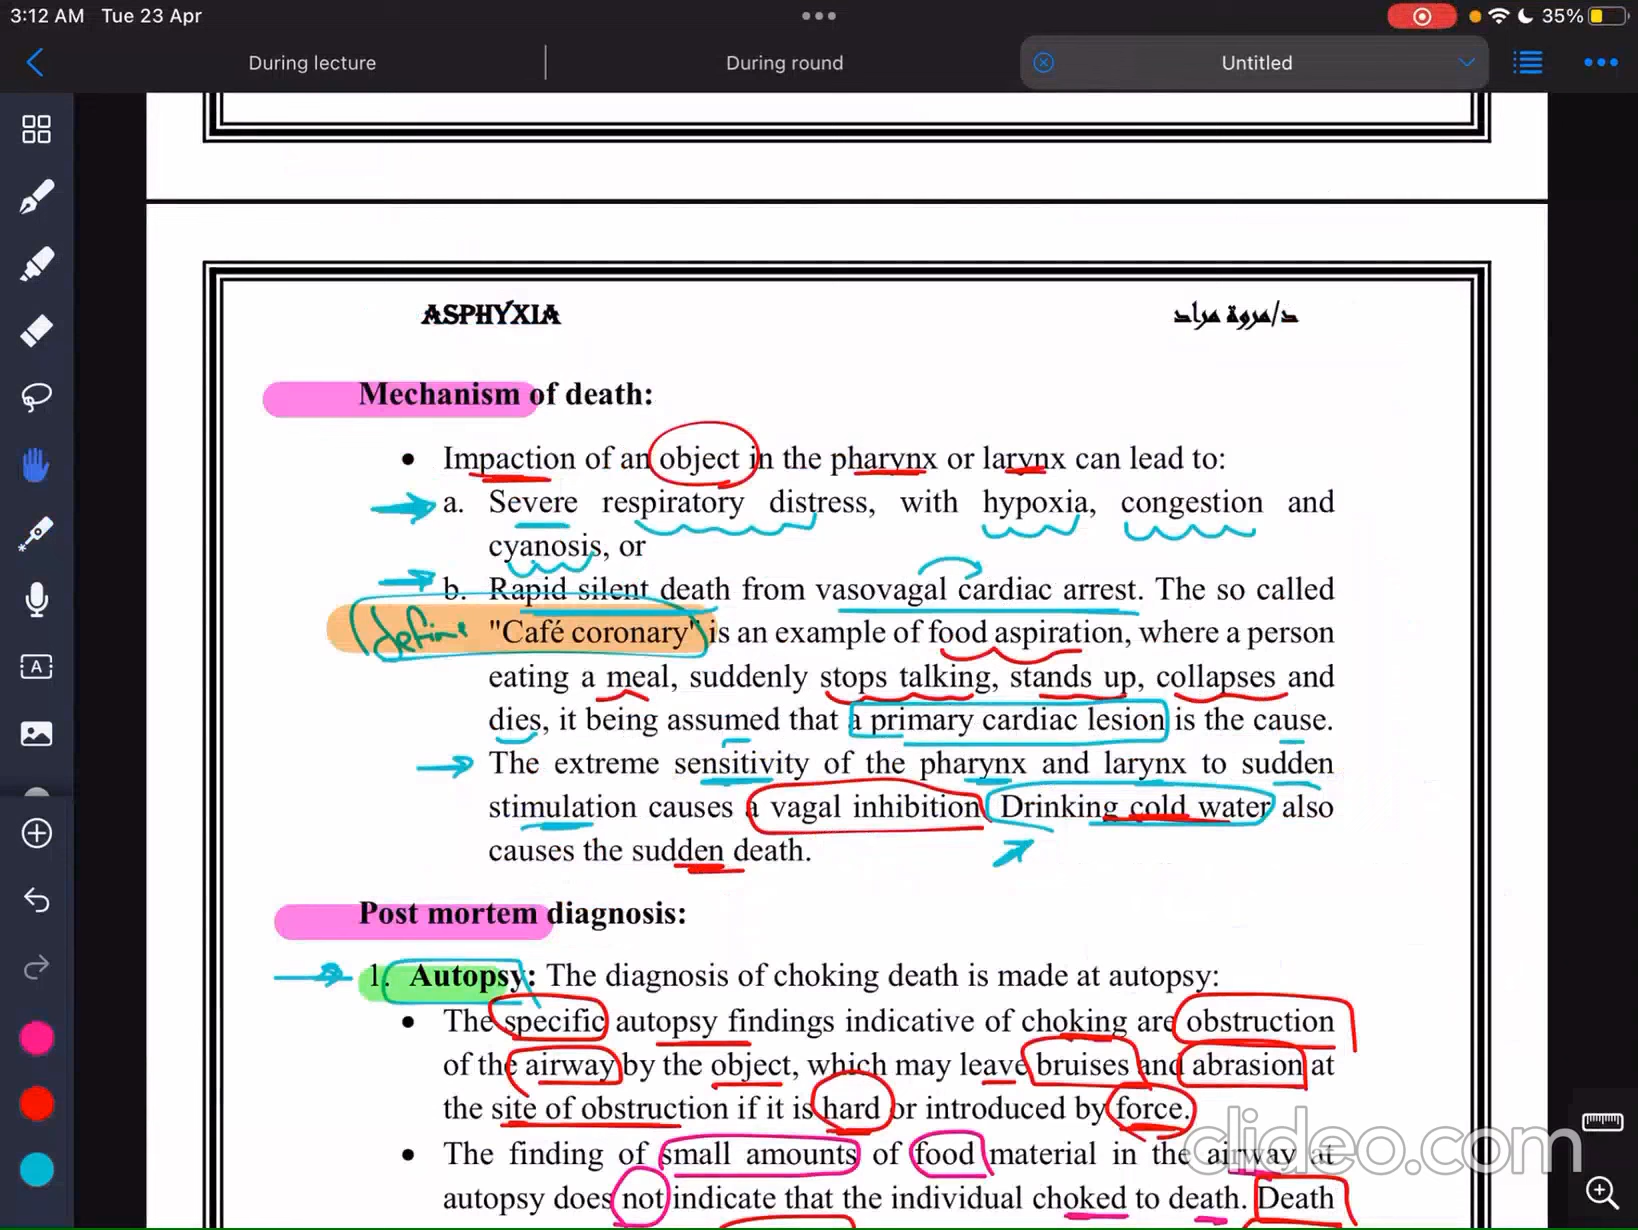 3:12 AM Tue 23 Apr
35%
During lecture
During round
Untitled
ASPHYXIA
د/مروة مراد
Mechanism of death:
• Impaction of an object in the pharynx or larynx can lead to:
a. Severe respiratory distress, with hypoxia, congestion and
cyanosis, or
b. Rapid silent death from vasovagal cardiac arrest. The so called
define "Café coronary" is an example of food aspiration, where a person
eating a meal, suddenly stops talking, stands up, collapses and
dies, it being assumed that a primary cardiac lesion is the cause.
The extreme sensitivity of the pharynx and larynx to sudden
stimulation causes a vagal inhibition. Drinking cold water also
causes the sudden death.
Post mortem diagnosis:
1. Autopsy: The diagnosis of choking death is made at autopsy:
• The specific autopsy findings indicative of choking are obstruction
of the airway by the object, which may leave bruises and abrasion at
the site of obstruction if it is hard or introduced by force.
• The finding of small amounts of food material in the airway at
autopsy does not indicate that the individual choked to death. Death
clideo.com